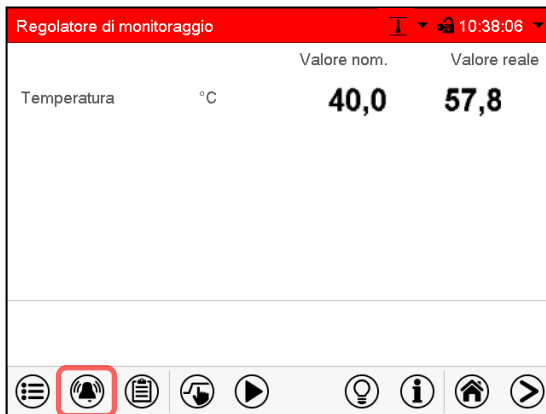 Regolatore di monitoraggio 10:38:06
Valore nom. Valore reale
Temperatura °C 40,0 57,8